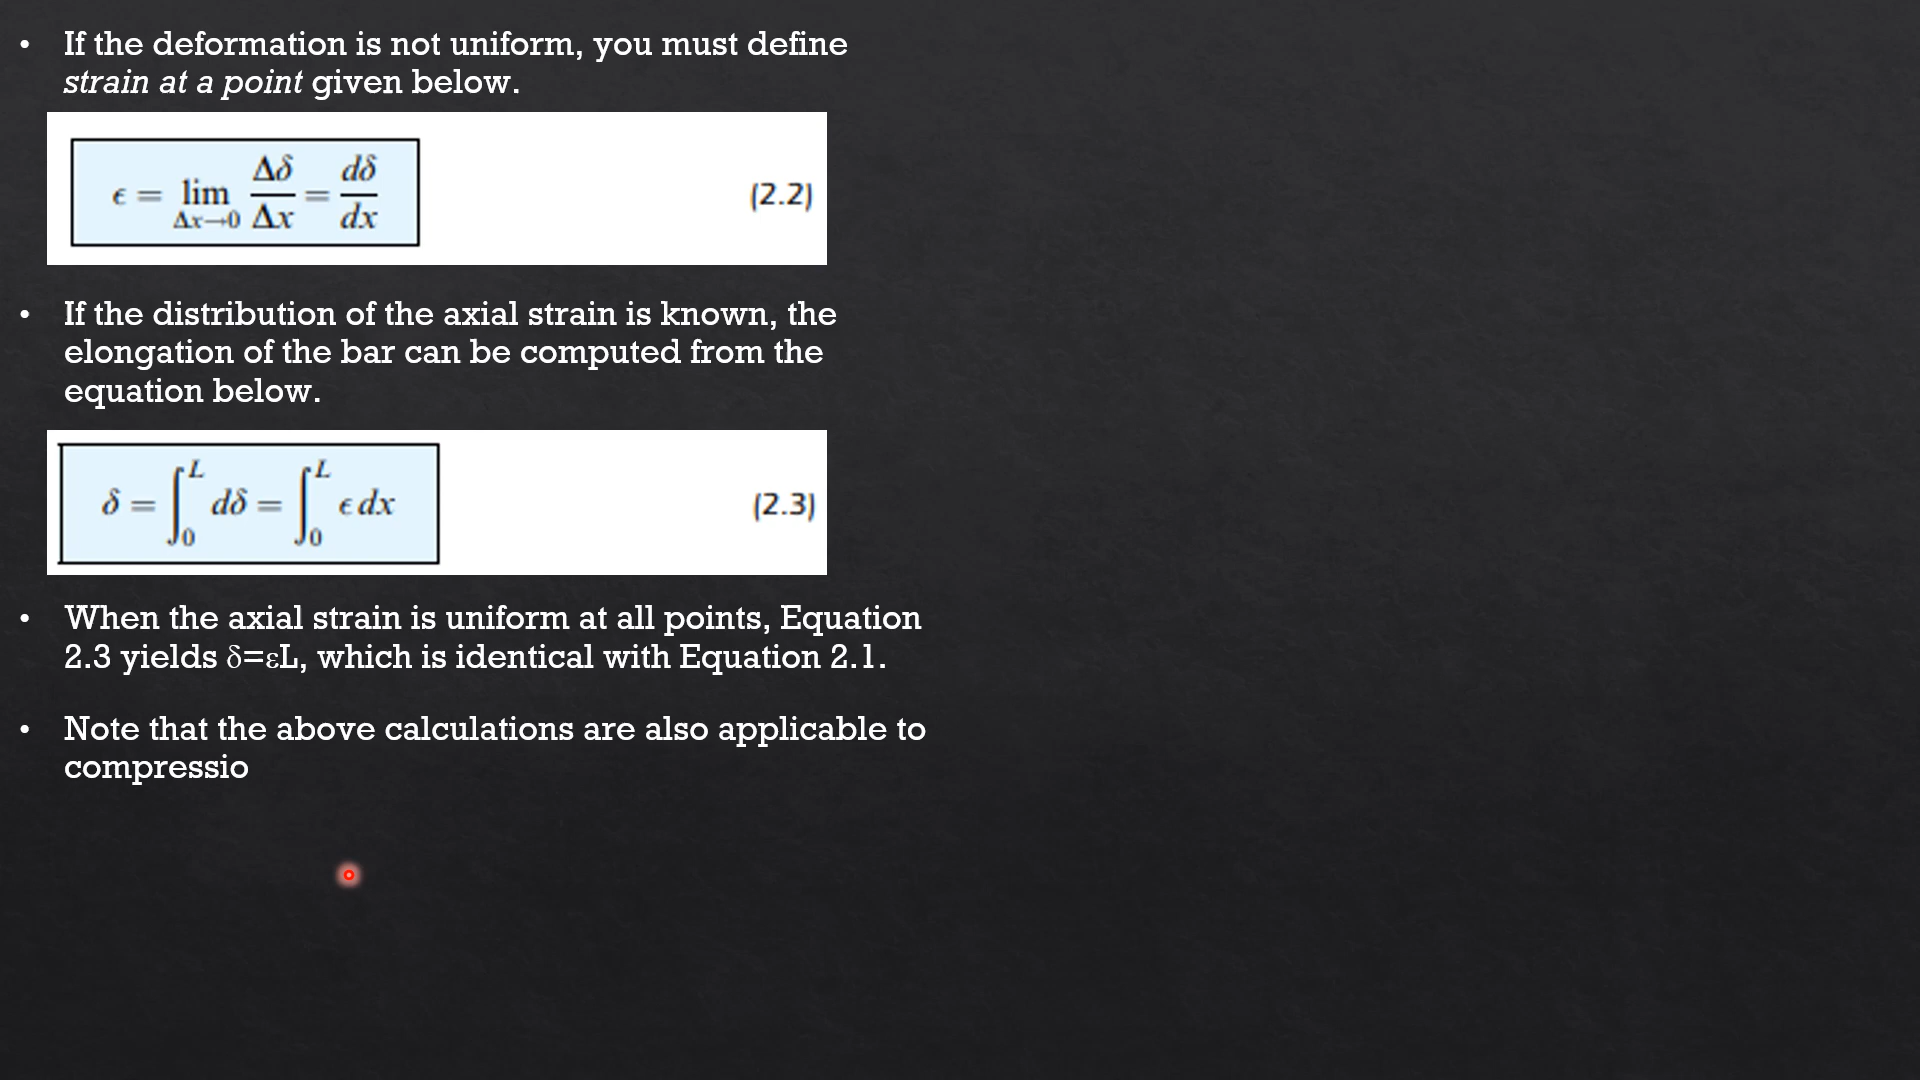 • If the deformation is not uniform, you must define
strain at a point given below.
ϵ = lim Δx→0 Δδ/Δx = dδ/dx (2.2)
• If the distribution of the axial strain is known, the
elongation of the bar can be computed from the
equation below.
δ = ∫₀ᴸ dδ = ∫₀ᴸ ϵ dx (2.3)
• When the axial strain is uniform at all points, Equation
2.3 yields δ=εL, which is identical with Equation 2.1.
• Note that the above calculations are also applicable to
compressio